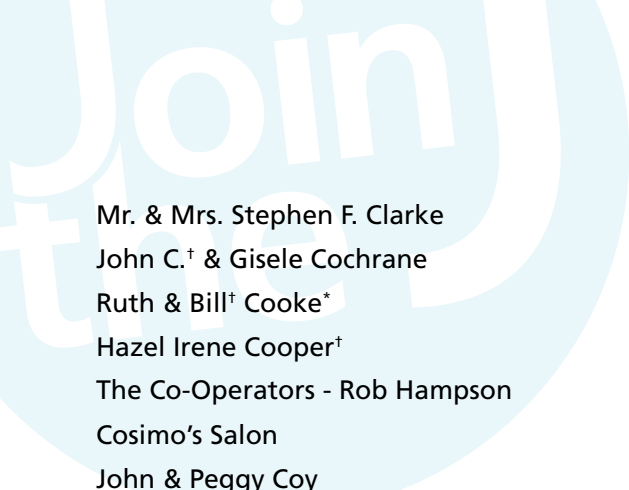 Join
the J
Mr. & Mrs. Stephen F. Clarke
John C.† & Gisele Cochrane
Ruth & Bill† Cooke*
Hazel Irene Cooper†
The Co-Operators - Rob Hampson
Cosimo’s Salon
John & Peggy Coy